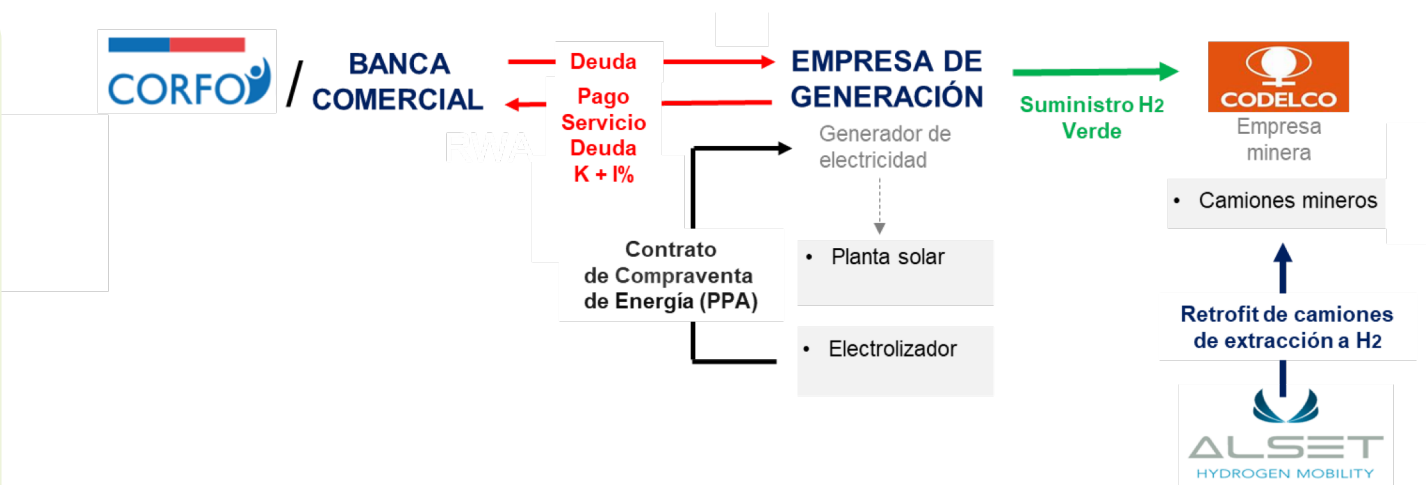 CORFO
/
BANCA
COMERCIAL
Deuda
Pago
Servicio
Deuda
K + I%
RWA
EMPRESA DE
GENERACIÓN
Generador de
electricidad
• Planta solar
• Electrolizador
Contrato
de Compraventa
de Energía (PPA)
Suministro H2
Verde
CODELCO
Empresa
minera
• Camiones mineros
Retrofit de camiones
de extracción a H2
ALSET
HYDROGEN MOBILITY